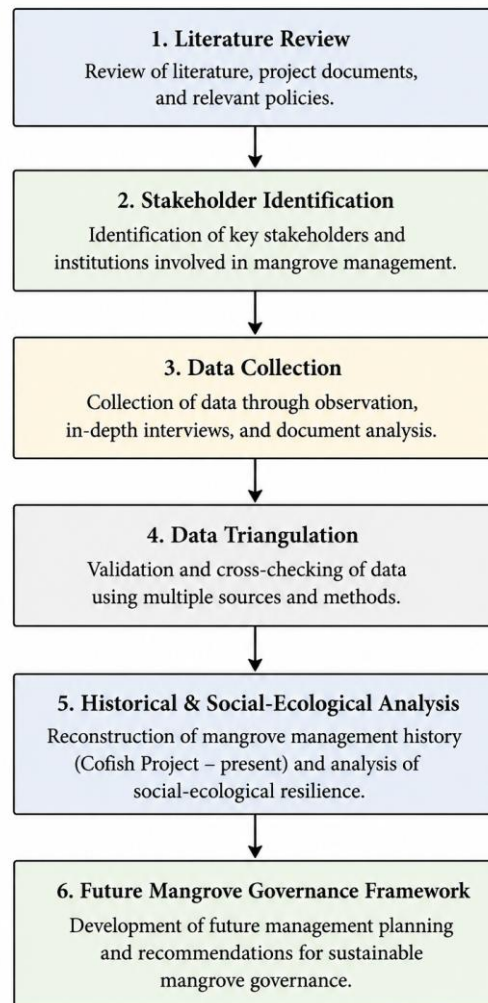 1. Literature Review
Review of literature, project documents,
and relevant policies.
2. Stakeholder Identification
Identification of key stakeholders and
institutions involved in mangrove management.
3. Data Collection
Collection of data through observation,
in-depth interviews, and document analysis.
4. Data Triangulation
Validation and cross-checking of data
using multiple sources and methods.
5. Historical & Social-Ecological Analysis
Reconstruction of mangrove management history
(Cofish Project – present) and analysis of
social-ecological resilience.
6. Future Mangrove Governance Framework
Development of future management planning
and recommendations for sustainable
mangrove governance.